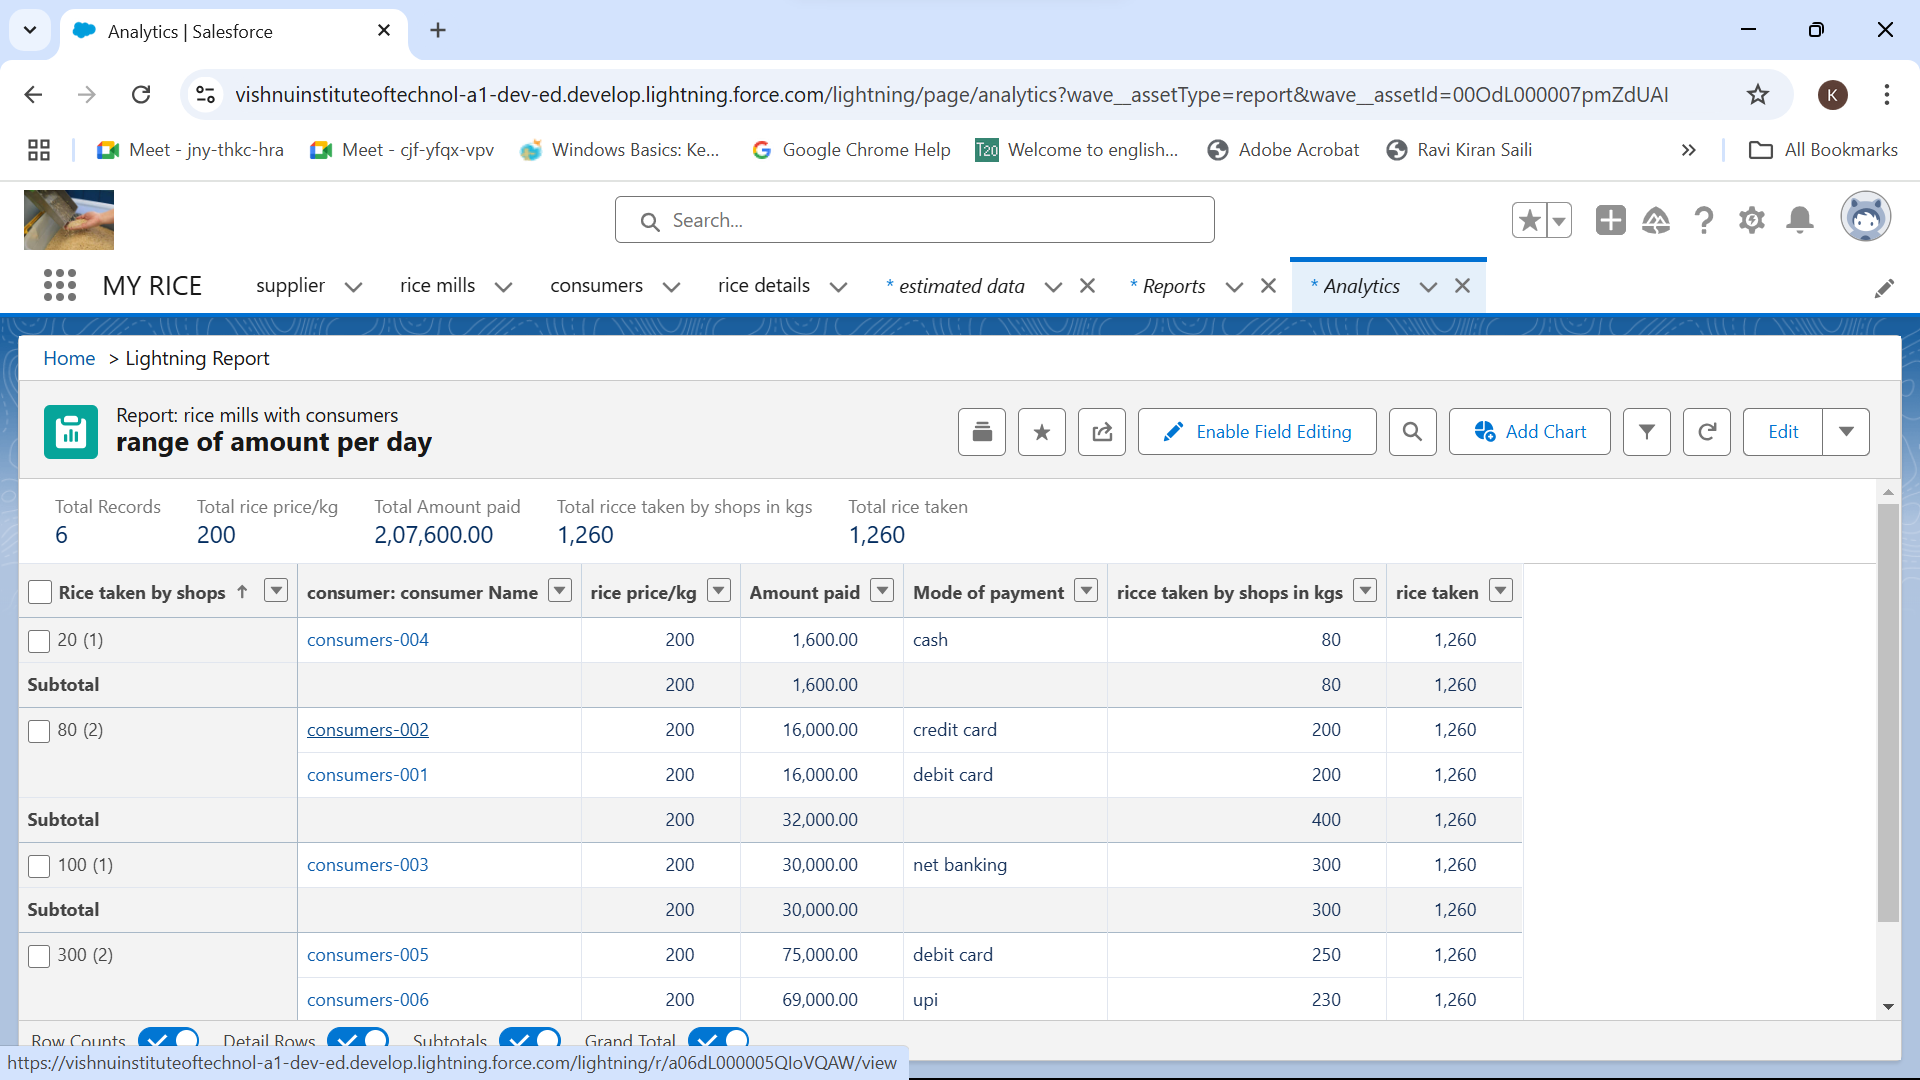 Analytics | Salesforce
vishnuinstituteoftechnol-a1-dev-ed.develop.lightning.force.com/lightning/page/analytics?wave__assetType=report&wave__assetId=00OdL000007pmZdUAI
K
Meet - jny-thkc-hra
Meet - cjf-yfqx-vpv
Windows Basics: Ke...
Google Chrome Help
T20 Welcome to english...
Adobe Acrobat
Ravi Kiran Saili
All Bookmarks
Search...
MY RICE
supplier
rice mills
consumers
rice details
* estimated data
* Reports
* Analytics
Home > Lightning Report
Report: rice mills with consumers
range of amount per day
Enable Field Editing
Add Chart
Edit
Total Records Total rice price/kg Total Amount paid Total ricce taken by shops in kgs Total rice taken
6 200 2,07,600.00 1,260 1,260
Rice taken by shops ↑ consumer: consumer Name rice price/kg Amount paid Mode of payment ricce taken by shops in kgs rice taken
20 (1) consumers-004 200 1,600.00 cash 80 1,260
Subtotal 200 1,600.00 80 1,260
80 (2) consumers-002 200 16,000.00 credit card 200 1,260
consumers-001 200 16,000.00 debit card 200 1,260
Subtotal 200 32,000.00 400 1,260
100 (1) consumers-003 200 30,000.00 net banking 300 1,260
Subtotal 200 30,000.00 300 1,260
300 (2) consumers-005 200 75,000.00 debit card 250 1,260
consumers-006 200 69,000.00 upi 230 1,260
Row Counts Detail Rows Subtotals Grand Total
https://vishnuinstituteoftechnol-a1-dev-ed.develop.lightning.force.com/lightning/r/a06dL000005QIoVQAW/view